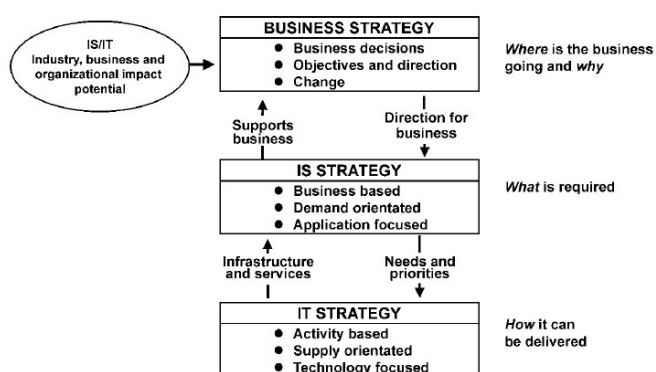 BUSINESS STRATEGY
IS/IT
Industry, business and
organizational impact
potential
● Business decisions
● Objectives and direction
● Change
Where is the business
going and why
Supports
business
Direction for
business
IS STRATEGY
● Business based
● Demand orientated
● Application focused
What is required
Infrastructure
and services
Needs and
priorities
IT STRATEGY
● Activity based
● Supply orientated
● Technology focused
How it can
be delivered